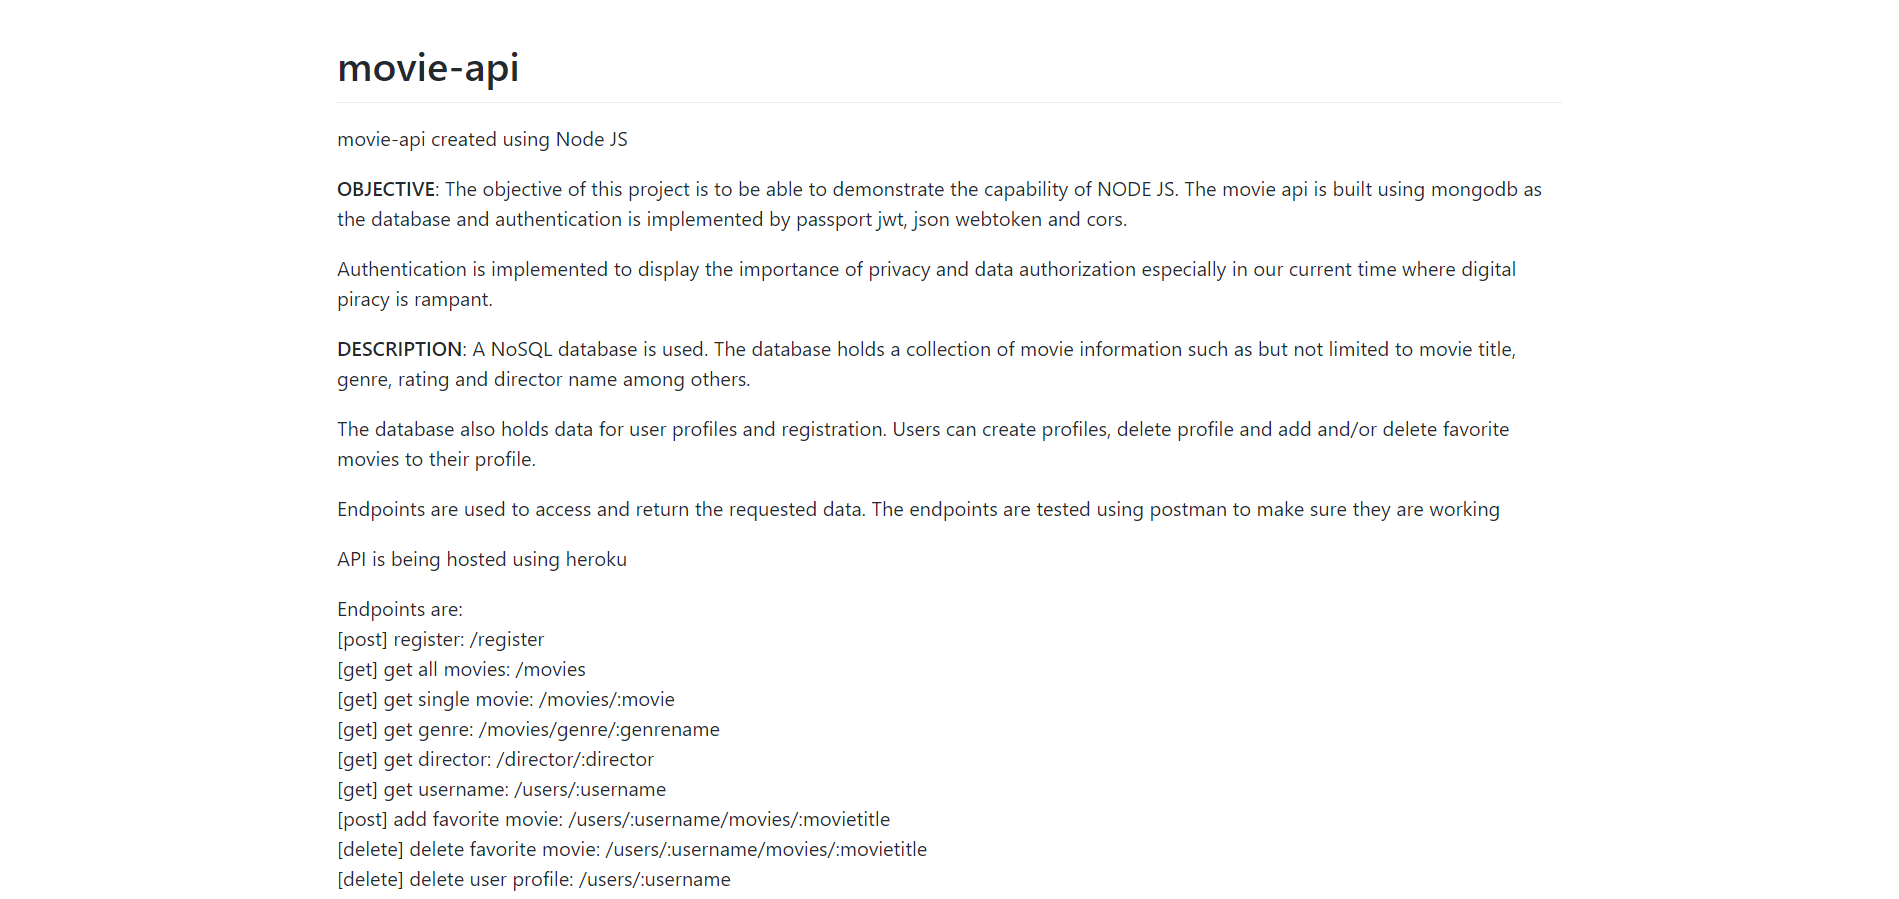 movie-api
movie-api created using Node JS
OBJECTIVE: The objective of this project is to be able to demonstrate the capability of NODE JS. The movie api is built using mongodb as
the database and authentication is implemented by passport jwt, json webtoken and cors.
Authentication is implemented to display the importance of privacy and data authorization especially in our current time where digital
piracy is rampant.
DESCRIPTION: A NoSQL database is used. The database holds a collection of movie information such as but not limited to movie title,
genre, rating and director name among others.
The database also holds data for user profiles and registration. Users can create profiles, delete profile and add and/or delete favorite
movies to their profile.
Endpoints are used to access and return the requested data. The endpoints are tested using postman to make sure they are working
API is being hosted using heroku
Endpoints are:
[post] register: /register
[get] get all movies: /movies
[get] get single movie: /movies/:movie
[get] get genre: /movies/genre/:genrename
[get] get director: /director/:director
[get] get username: /users/:username
[post] add favorite movie: /users/:username/movies/:movietitle
[delete] delete favorite movie: /users/:username/movies/:movietitle
[delete] delete user profile: /users/:username